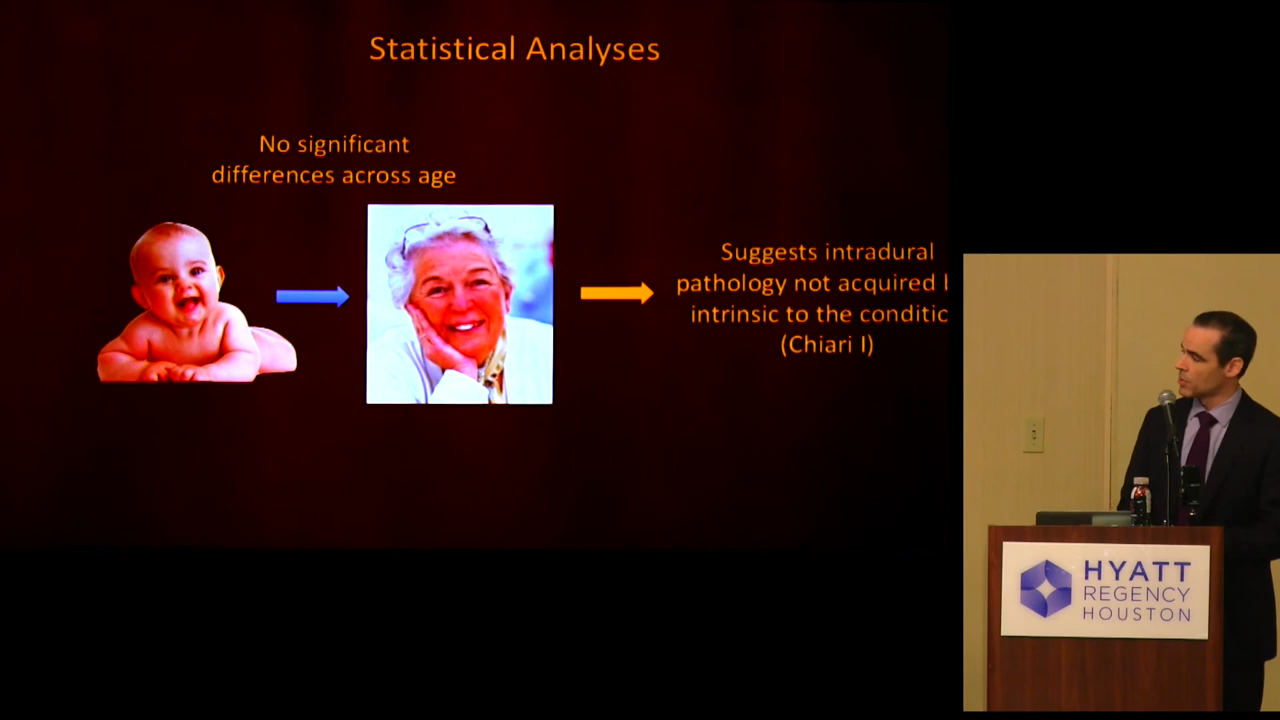 Statistical Analyses
No significant
differences across age
Suggests intradural
pathology not acquired
intrinsic to the conditic
(Chiari I)
HYATT
REGENCY
HOUSTON